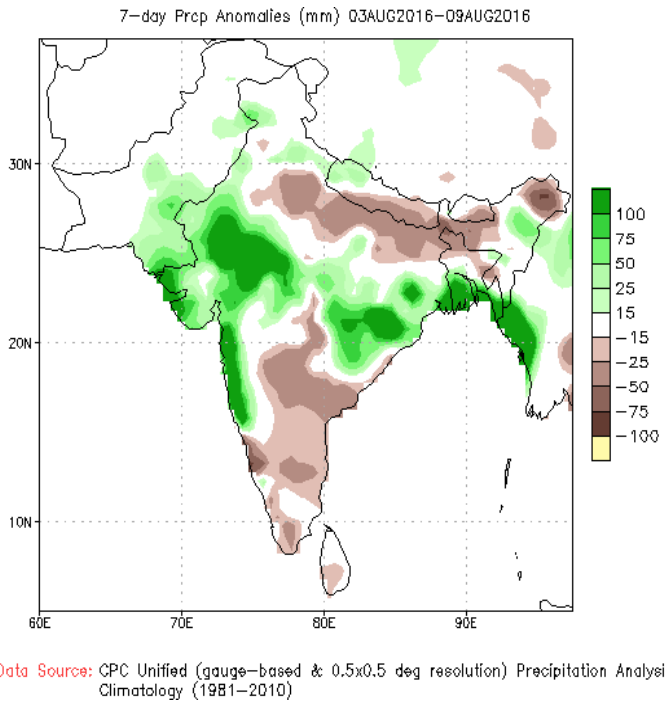 7-day Prcp Anomalies (mm) 03AUG2016-09AUG2016
30N
20N
10N
60E 70E 80E 90E
100
75
50
25
15
-15
-25
-50
-75
-100
Data Source: CPC Unified (gauge-based & 0.5x0.5 deg resolution) Precipitation Analysi
Climatology (1981-2010)